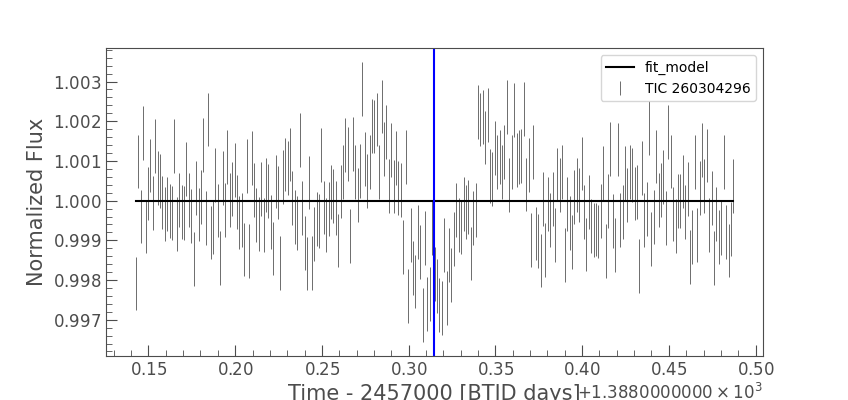 fit_model
TIC 260304296
Normalized Flux
1.003
1.002
1.001
1.000
0.999
0.998
0.997
0.15 0.20 0.25 0.30 0.35 0.40 0.45 0.50
Time - 2457000 [BTJD days]
+1.3880000000 × 10³